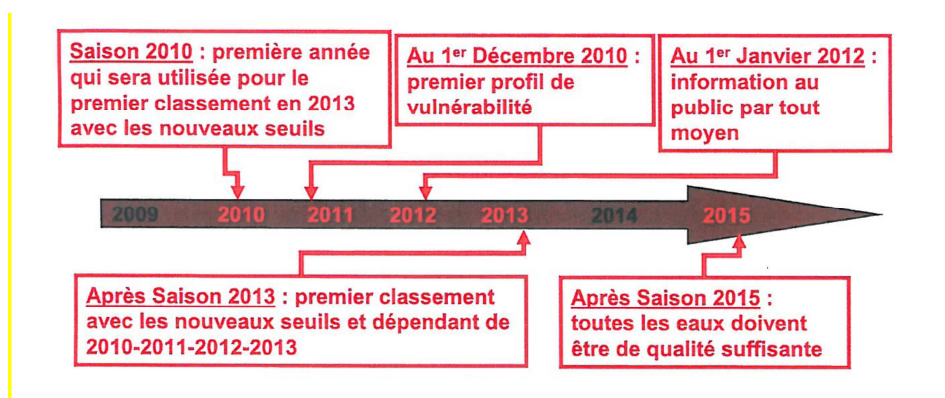 Saison 2010 : première année
qui sera utilisée pour le
premier classement en 2013
avec les nouveaux seuils
Au 1er Décembre 2010 :
premier profil de
vulnérabilité
Au 1er Janvier 2012 :
information au
public par tout
moyen
2009 2010 2011 2012 2013 2014 2015
Après Saison 2013 : premier classement
avec les nouveaux seuils et dépendant de
2010-2011-2012-2013
Après Saison 2015 :
toutes les eaux doivent
être de qualité suffisante